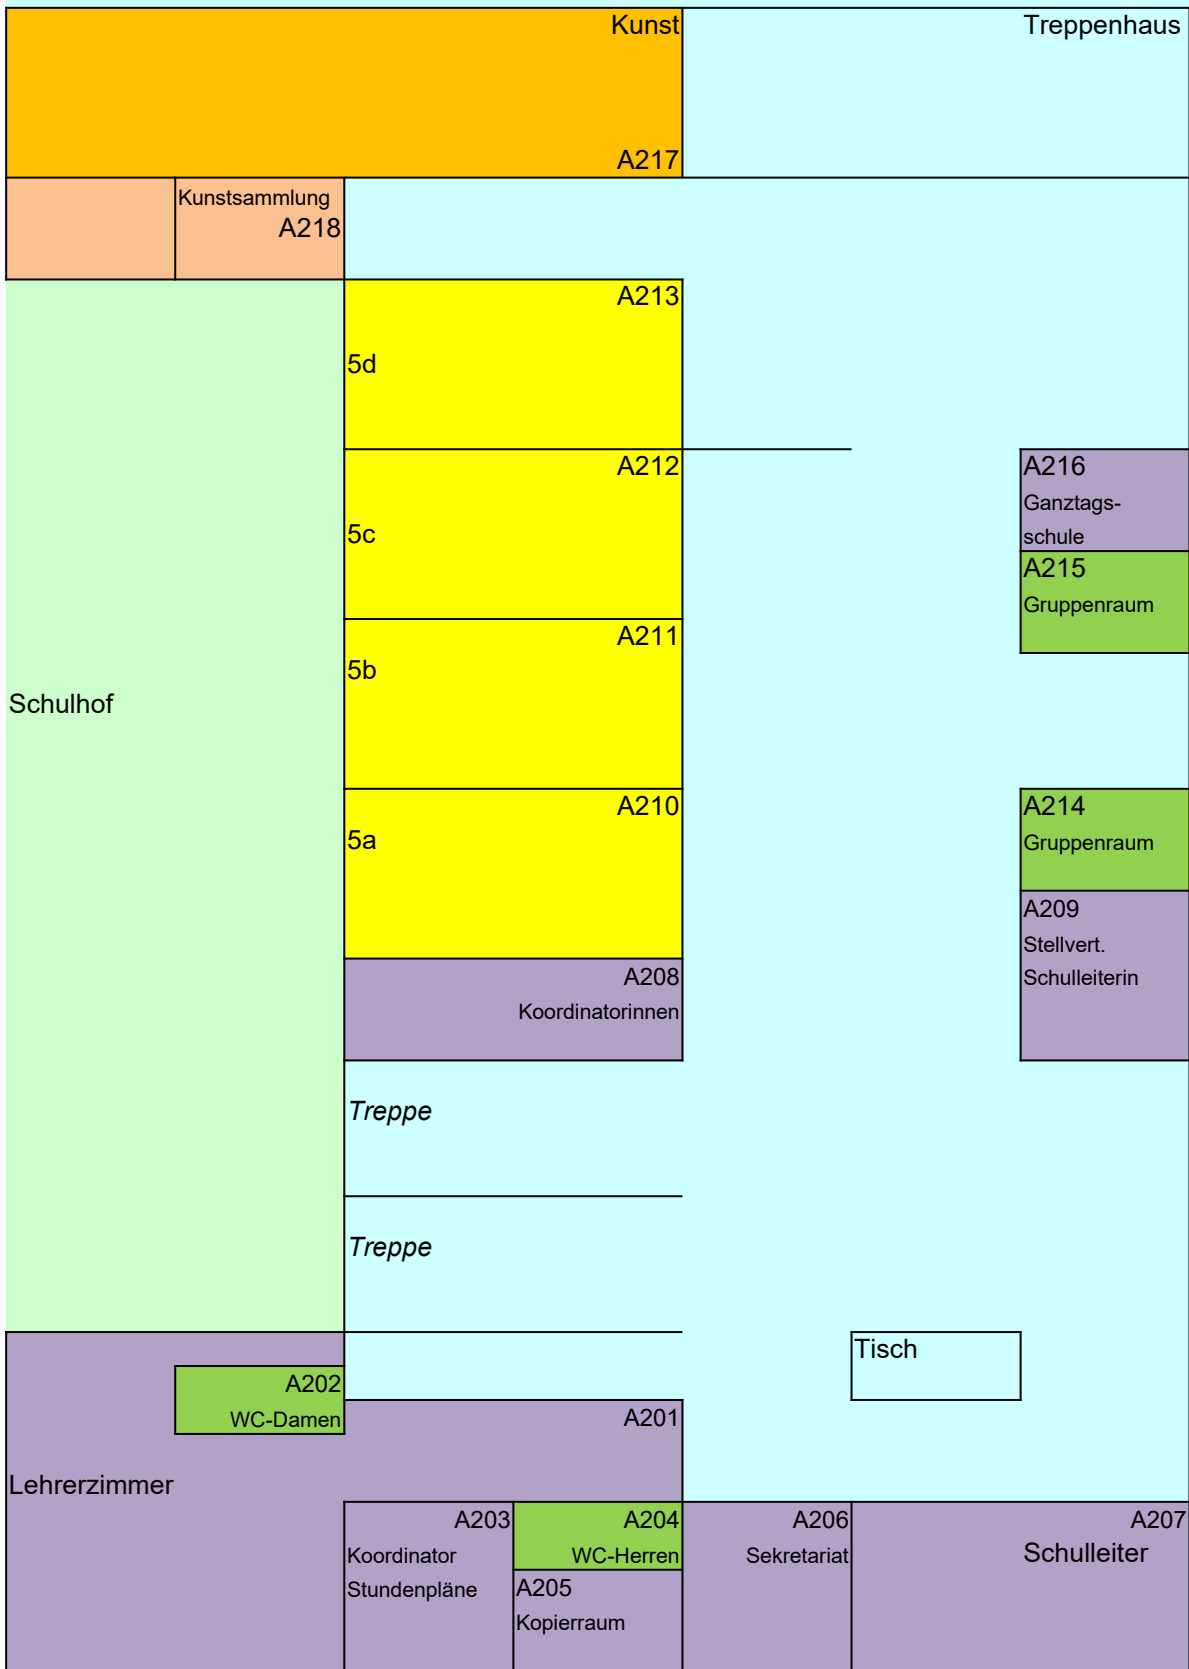 Kunst
Treppenhaus
A217
Kunstsammlung
A218
A213
5d
A212
5c
A216
Ganztags-
schule
A215
Gruppenraum
A211
5b
Schulhof
A210
5a
A214
Gruppenraum
A209
Stellvert.
Schulleiterin
A208
Koordinatorinnen
Treppe
Treppe
Tisch
A202
WC-Damen
A201
Lehrerzimmer
A203
Koordinator
Stundenpläne
A204
WC-Herren
A205
Kopierraum
A206
Sekretariat
A207
Schulleiter